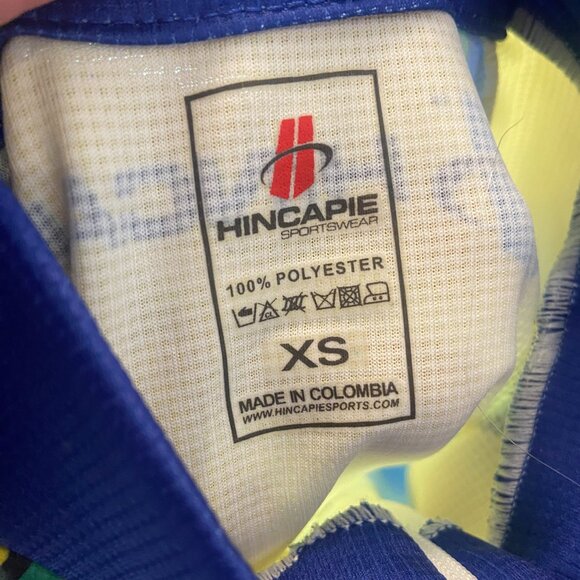 HINCAPIE
SPORTSWEAR
100% POLYESTER
XS
MADE IN COLOMBIA
WWW.HINCAPIESPORTS.COM